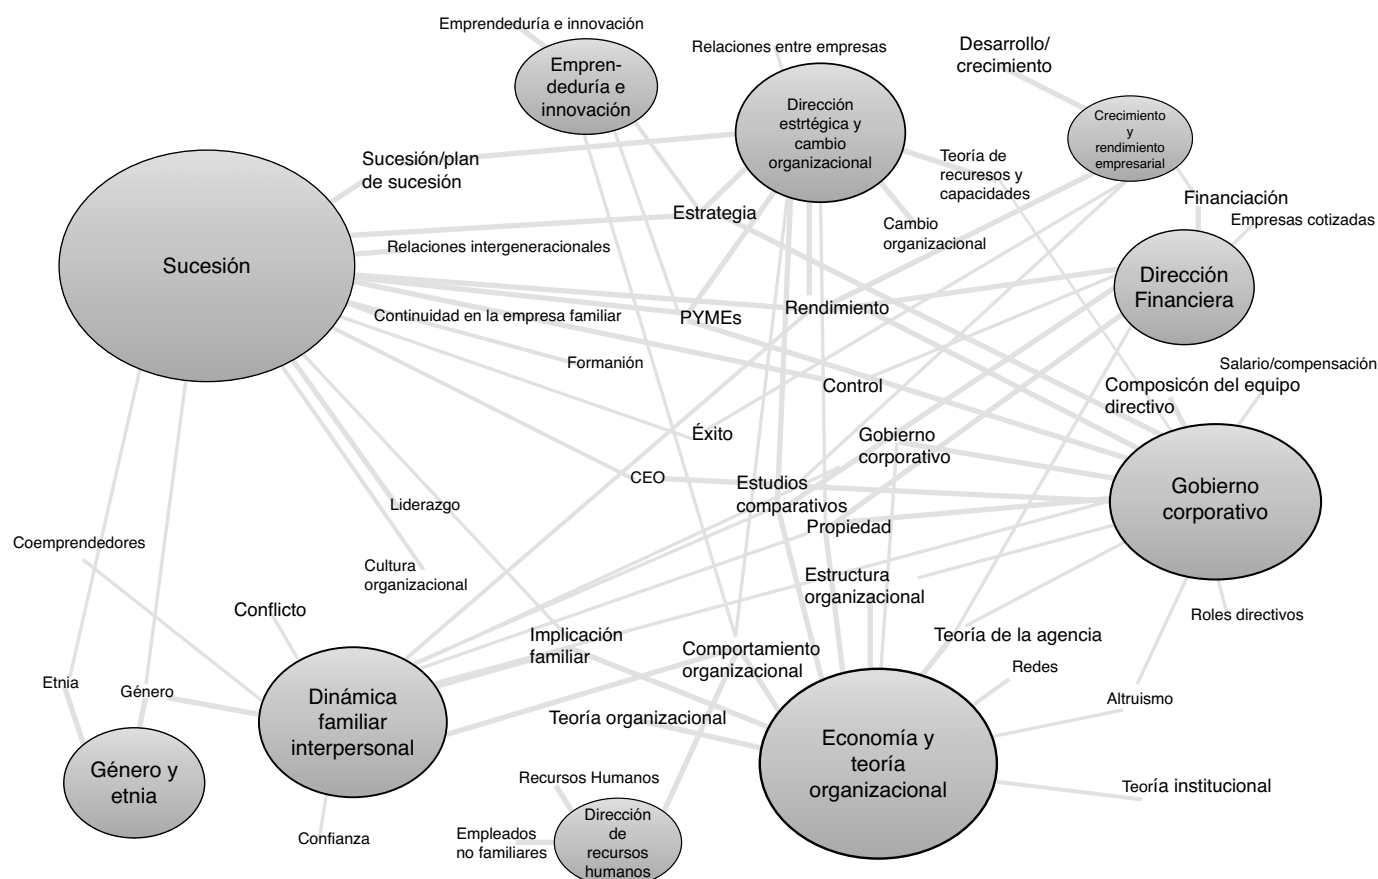 Emprendeduría e innovación
Empren-
deduría e
innovación
Relaciones entre empresas
Dirección
estrtégica y
cambio
organizacional
Desarrollo/
crecimiento
Crecimiento
y
rendimiento
empresarial
Sucesión/plan
de sucesión
Teoría de
recuresos y
capacidades
Financiación
Empresas cotizadas
Estrategia
Cambio
organizacional
Relaciones intergeneracionales
Sucesión
Dirección
Financiera
Continuidad en la empresa familiar
PYMEs
Rendimiento
Formanión
Control
Salario/compensación
Composicón del equipo
directivo
Éxito
Gobierno
corporativo
CEO
Estudios
comparativos
Gobierno
corporativo
Liderazgo
Propiedad
Coemprendedores
Cultura
organizacional
Estructura
organizacional
Conflicto
Roles directivos
Implicación
familiar
Comportamiento
organizacional
Teoría de la agencia
Redes
Etnia
Género
Altruismo
Dinámica
familiar
interpersonal
Teoría organizacional
Economía y
teoría
organizacional
Género y
etnia
Recursos Humanos
Teoría institucional
Confianza
Empleados
no familiares
Dirección
de
recursos
humanos